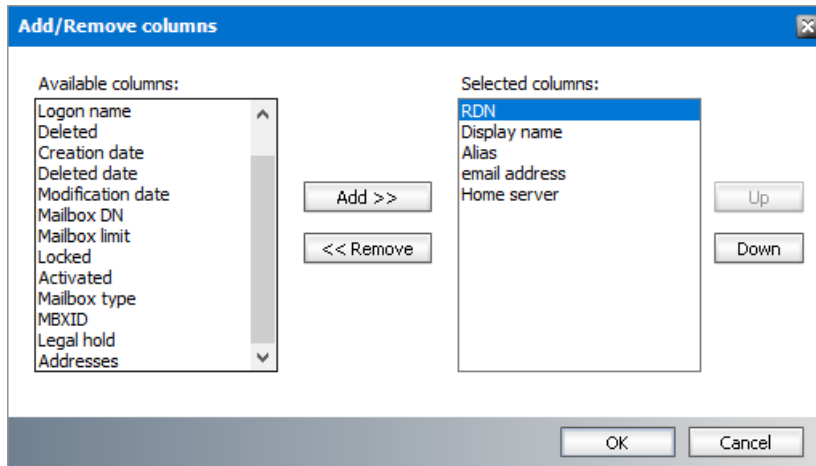 Add/Remove columns
Available columns:
Logon name
Deleted
Creation date
Deleted date
Modification date
Mailbox DN
Mailbox limit
Locked
Activated
Mailbox type
MBXID
Legal hold
Addresses
Add >>
<< Remove
Selected columns:
RDN
Display name
Alias
email address
Home server
Up
Down
OK
Cancel